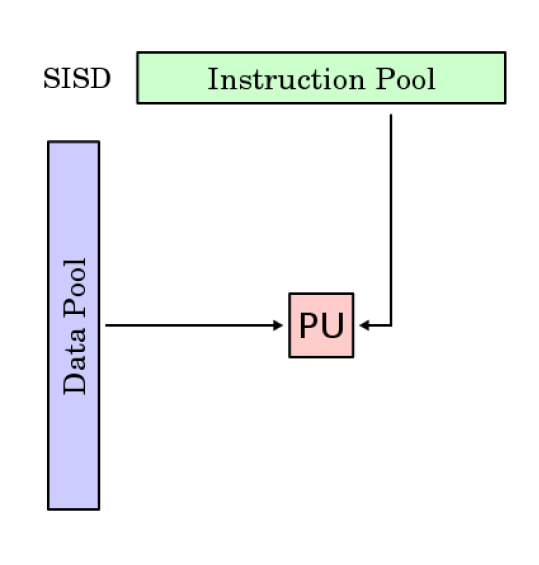 SISD
Instruction Pool
Data Pool
PU